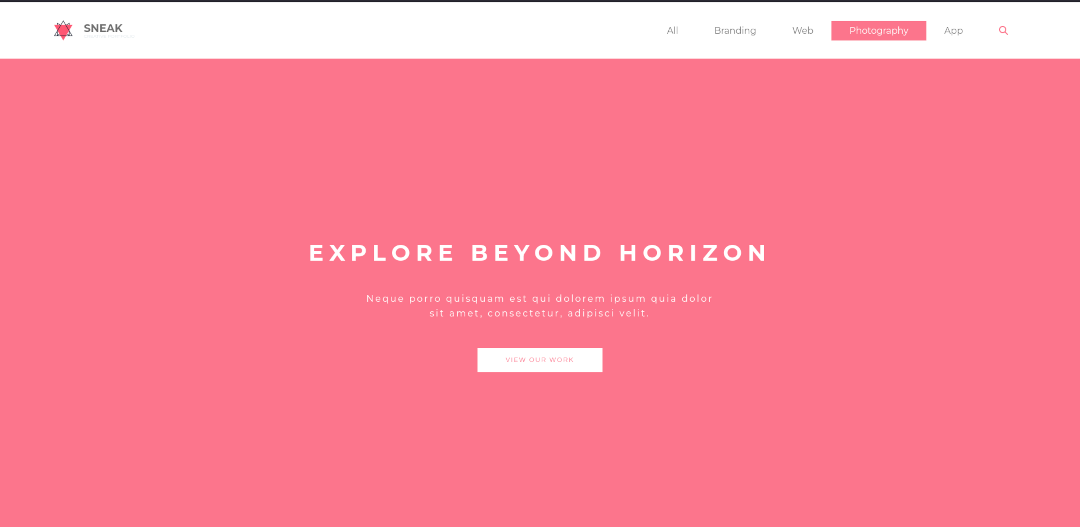 SNEAK
All
Branding
Web
Photography
App
EXPLORE BEYOND HORIZON
Neque porro quisquam est qui dolorem ipsum quia dolor
sit amet, consectetur, adipisci velit.
VIEW OUR WORK